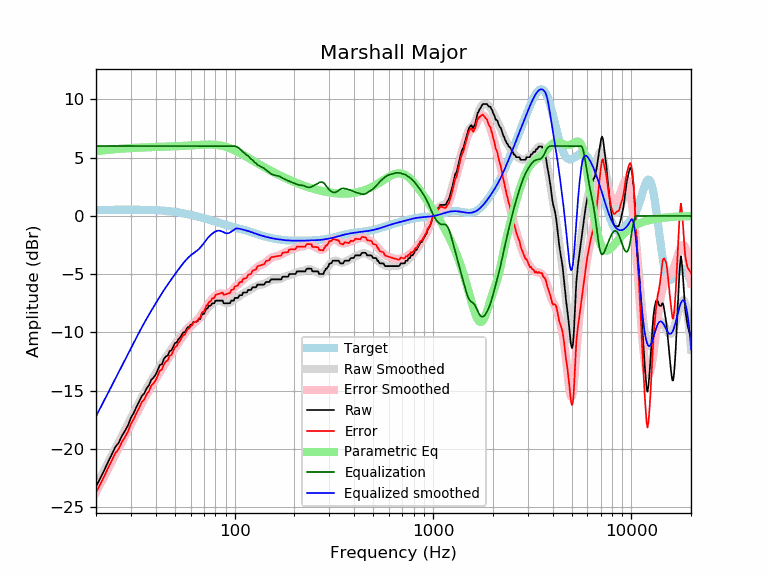 Marshall Major
Amplitude (dBr)
10
5
0
−5
−10
−15
−20
−25
Target
Raw Smoothed
Error Smoothed
Raw
Error
Parametric Eq
Equalization
Equalized smoothed
100
1000
10000
Frequency (Hz)